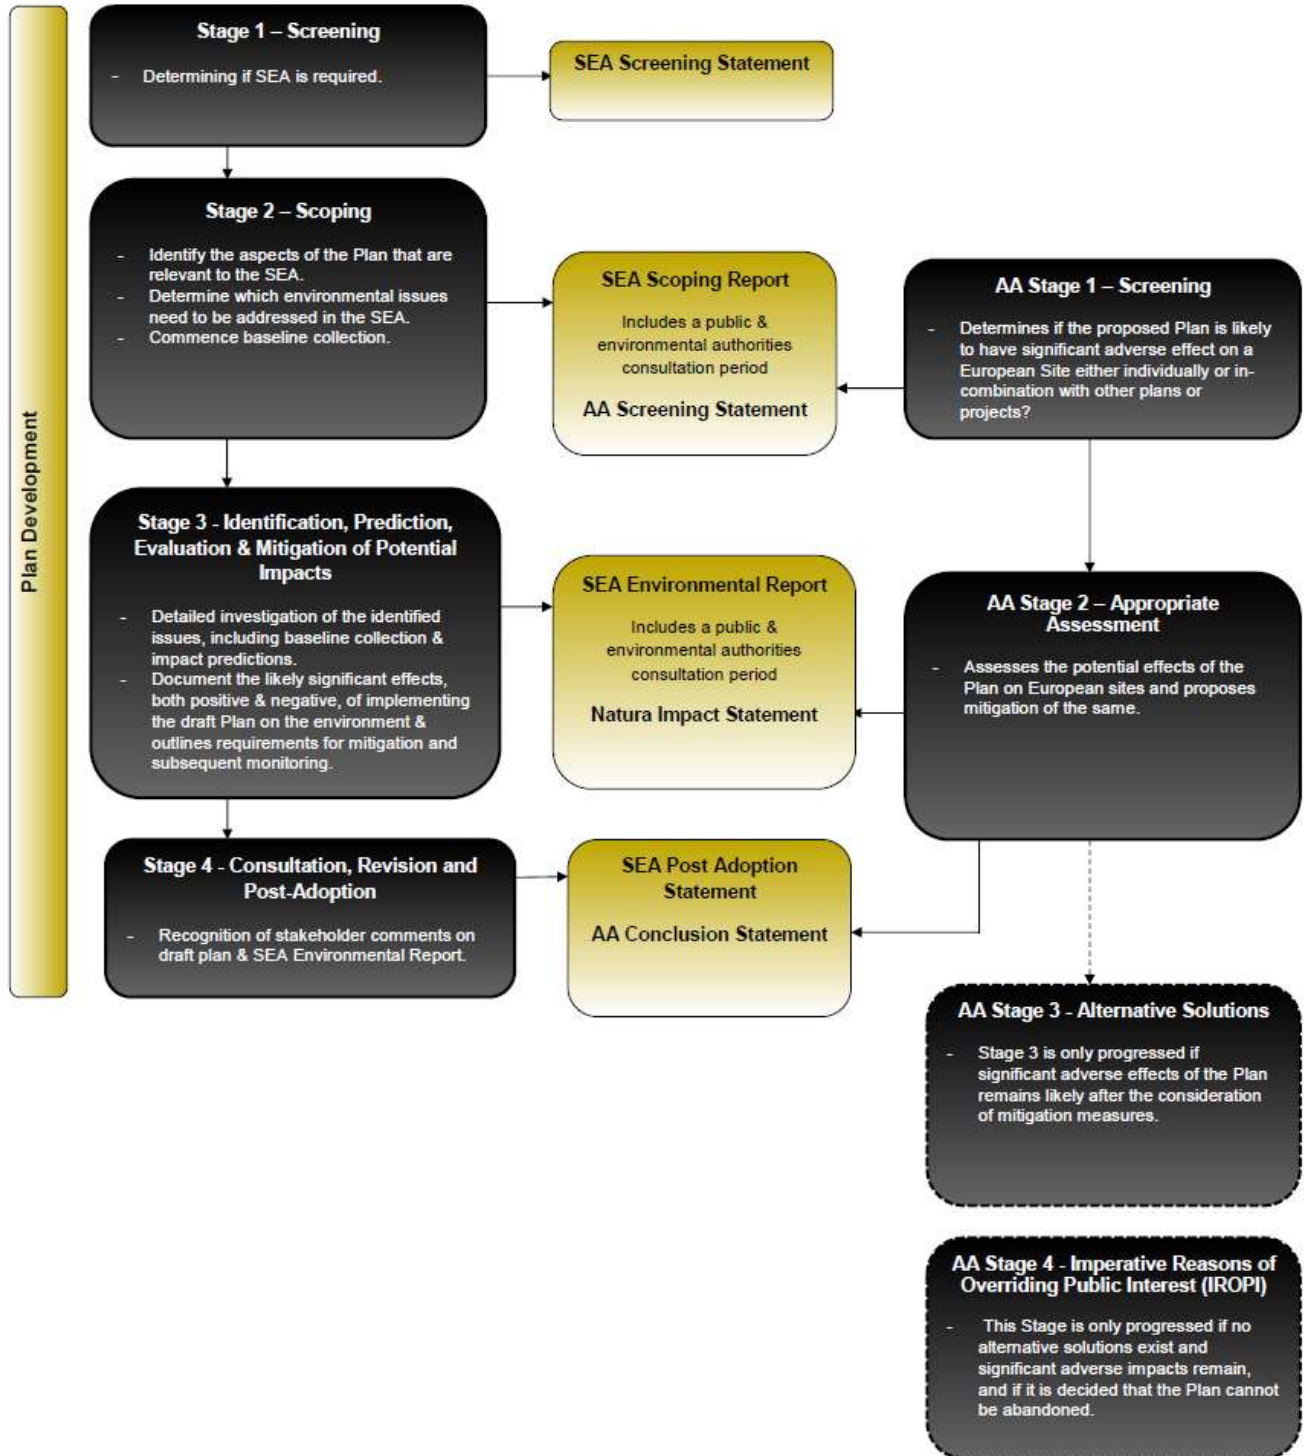 Plan Development
Stage 1 – Screening
- Determining if SEA is required.
SEA Screening Statement
Stage 2 – Scoping
- Identify the aspects of the Plan that are
relevant to the SEA.
- Determine which environmental issues
need to be addressed in the SEA.
- Commence baseline collection.
SEA Scoping Report
Includes a public &
environmental authorities
consultation period
AA Screening Statement
AA Stage 1 – Screening
- Determines if the proposed Plan is likely
to have significant adverse effect on a
European Site either individually or in-
combination with other plans or
projects?
Stage 3 - Identification, Prediction,
Evaluation & Mitigation of Potential
Impacts
- Detailed investigation of the identified
issues, including baseline collection &
impact predictions.
- Document the likely significant effects,
both positive & negative, of implementing
the draft Plan on the environment &
outlines requirements for mitigation and
subsequent monitoring.
SEA Environmental Report
Includes a public &
environmental authorities
consultation period
Natura Impact Statement
AA Stage 2 – Appropriate
Assessment
- Assesses the potential effects of the
Plan on European sites and proposes
mitigation of the same.
Stage 4 - Consultation, Revision and
Post-Adoption
- Recognition of stakeholder comments on
draft plan & SEA Environmental Report.
SEA Post Adoption
Statement
AA Conclusion Statement
AA Stage 3 - Alternative Solutions
- Stage 3 is only progressed if
significant adverse effects of the Plan
remains likely after the consideration
of mitigation measures.
AA Stage 4 - Imperative Reasons of
Overriding Public Interest (IROPI)
- This Stage is only progressed if no
alternative solutions exist and
significant adverse impacts remain,
and if it is decided that the Plan cannot
be abandoned.